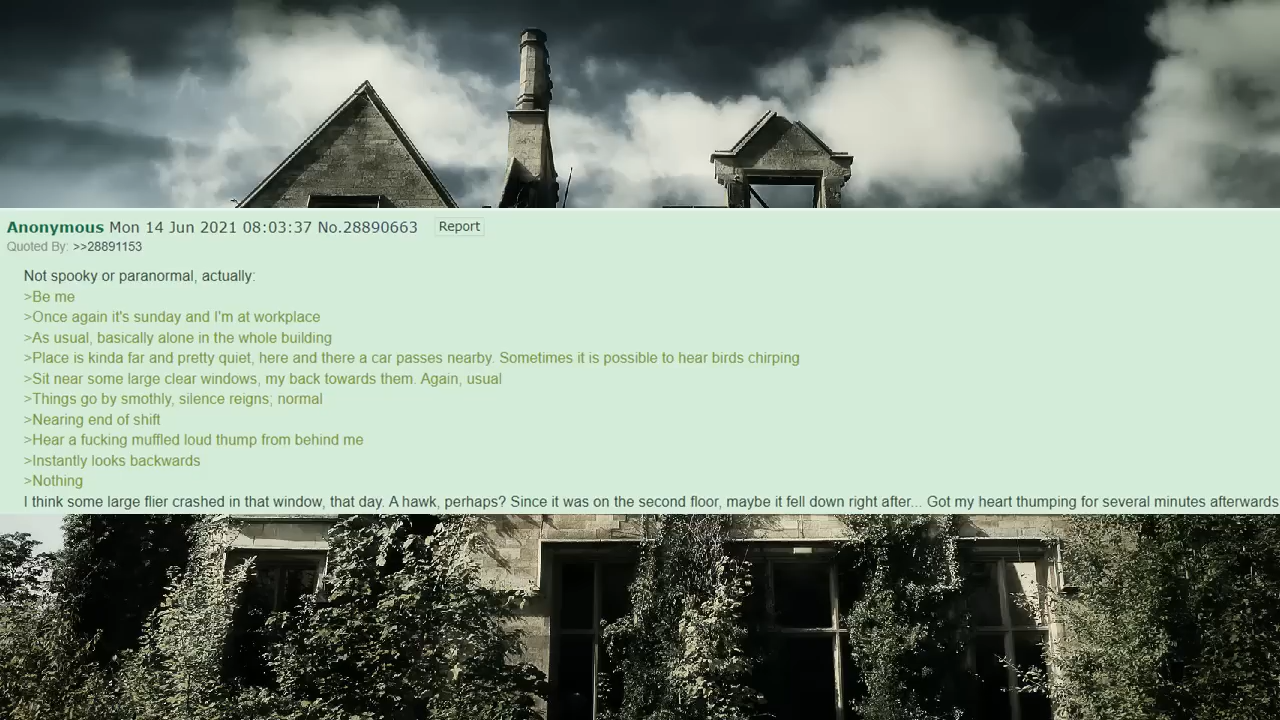 Anonymous Mon 14 Jun 2021 08:03:37 No.28890663 Report
Quoted By: >>28891153
Not spooky or paranormal, actually:
>Be me
>Once again it's sunday and I'm at workplace
>As usual, basically alone in the whole building
>Place is kinda far and pretty quiet, here and there a car passes nearby. Sometimes it is possible to hear birds chirping
>Sit near some large clear windows, my back towards them. Again, usual
>Things go by smothly, silence reigns; normal
>Nearing end of shift
>Hear a fucking muffled loud thump from behind me
>Instantly looks backwards
>Nothing
I think some large flier crashed in that window, that day. A hawk, perhaps? Since it was on the second floor, maybe it fell down right after... Got my heart thumping for several minutes afterwards